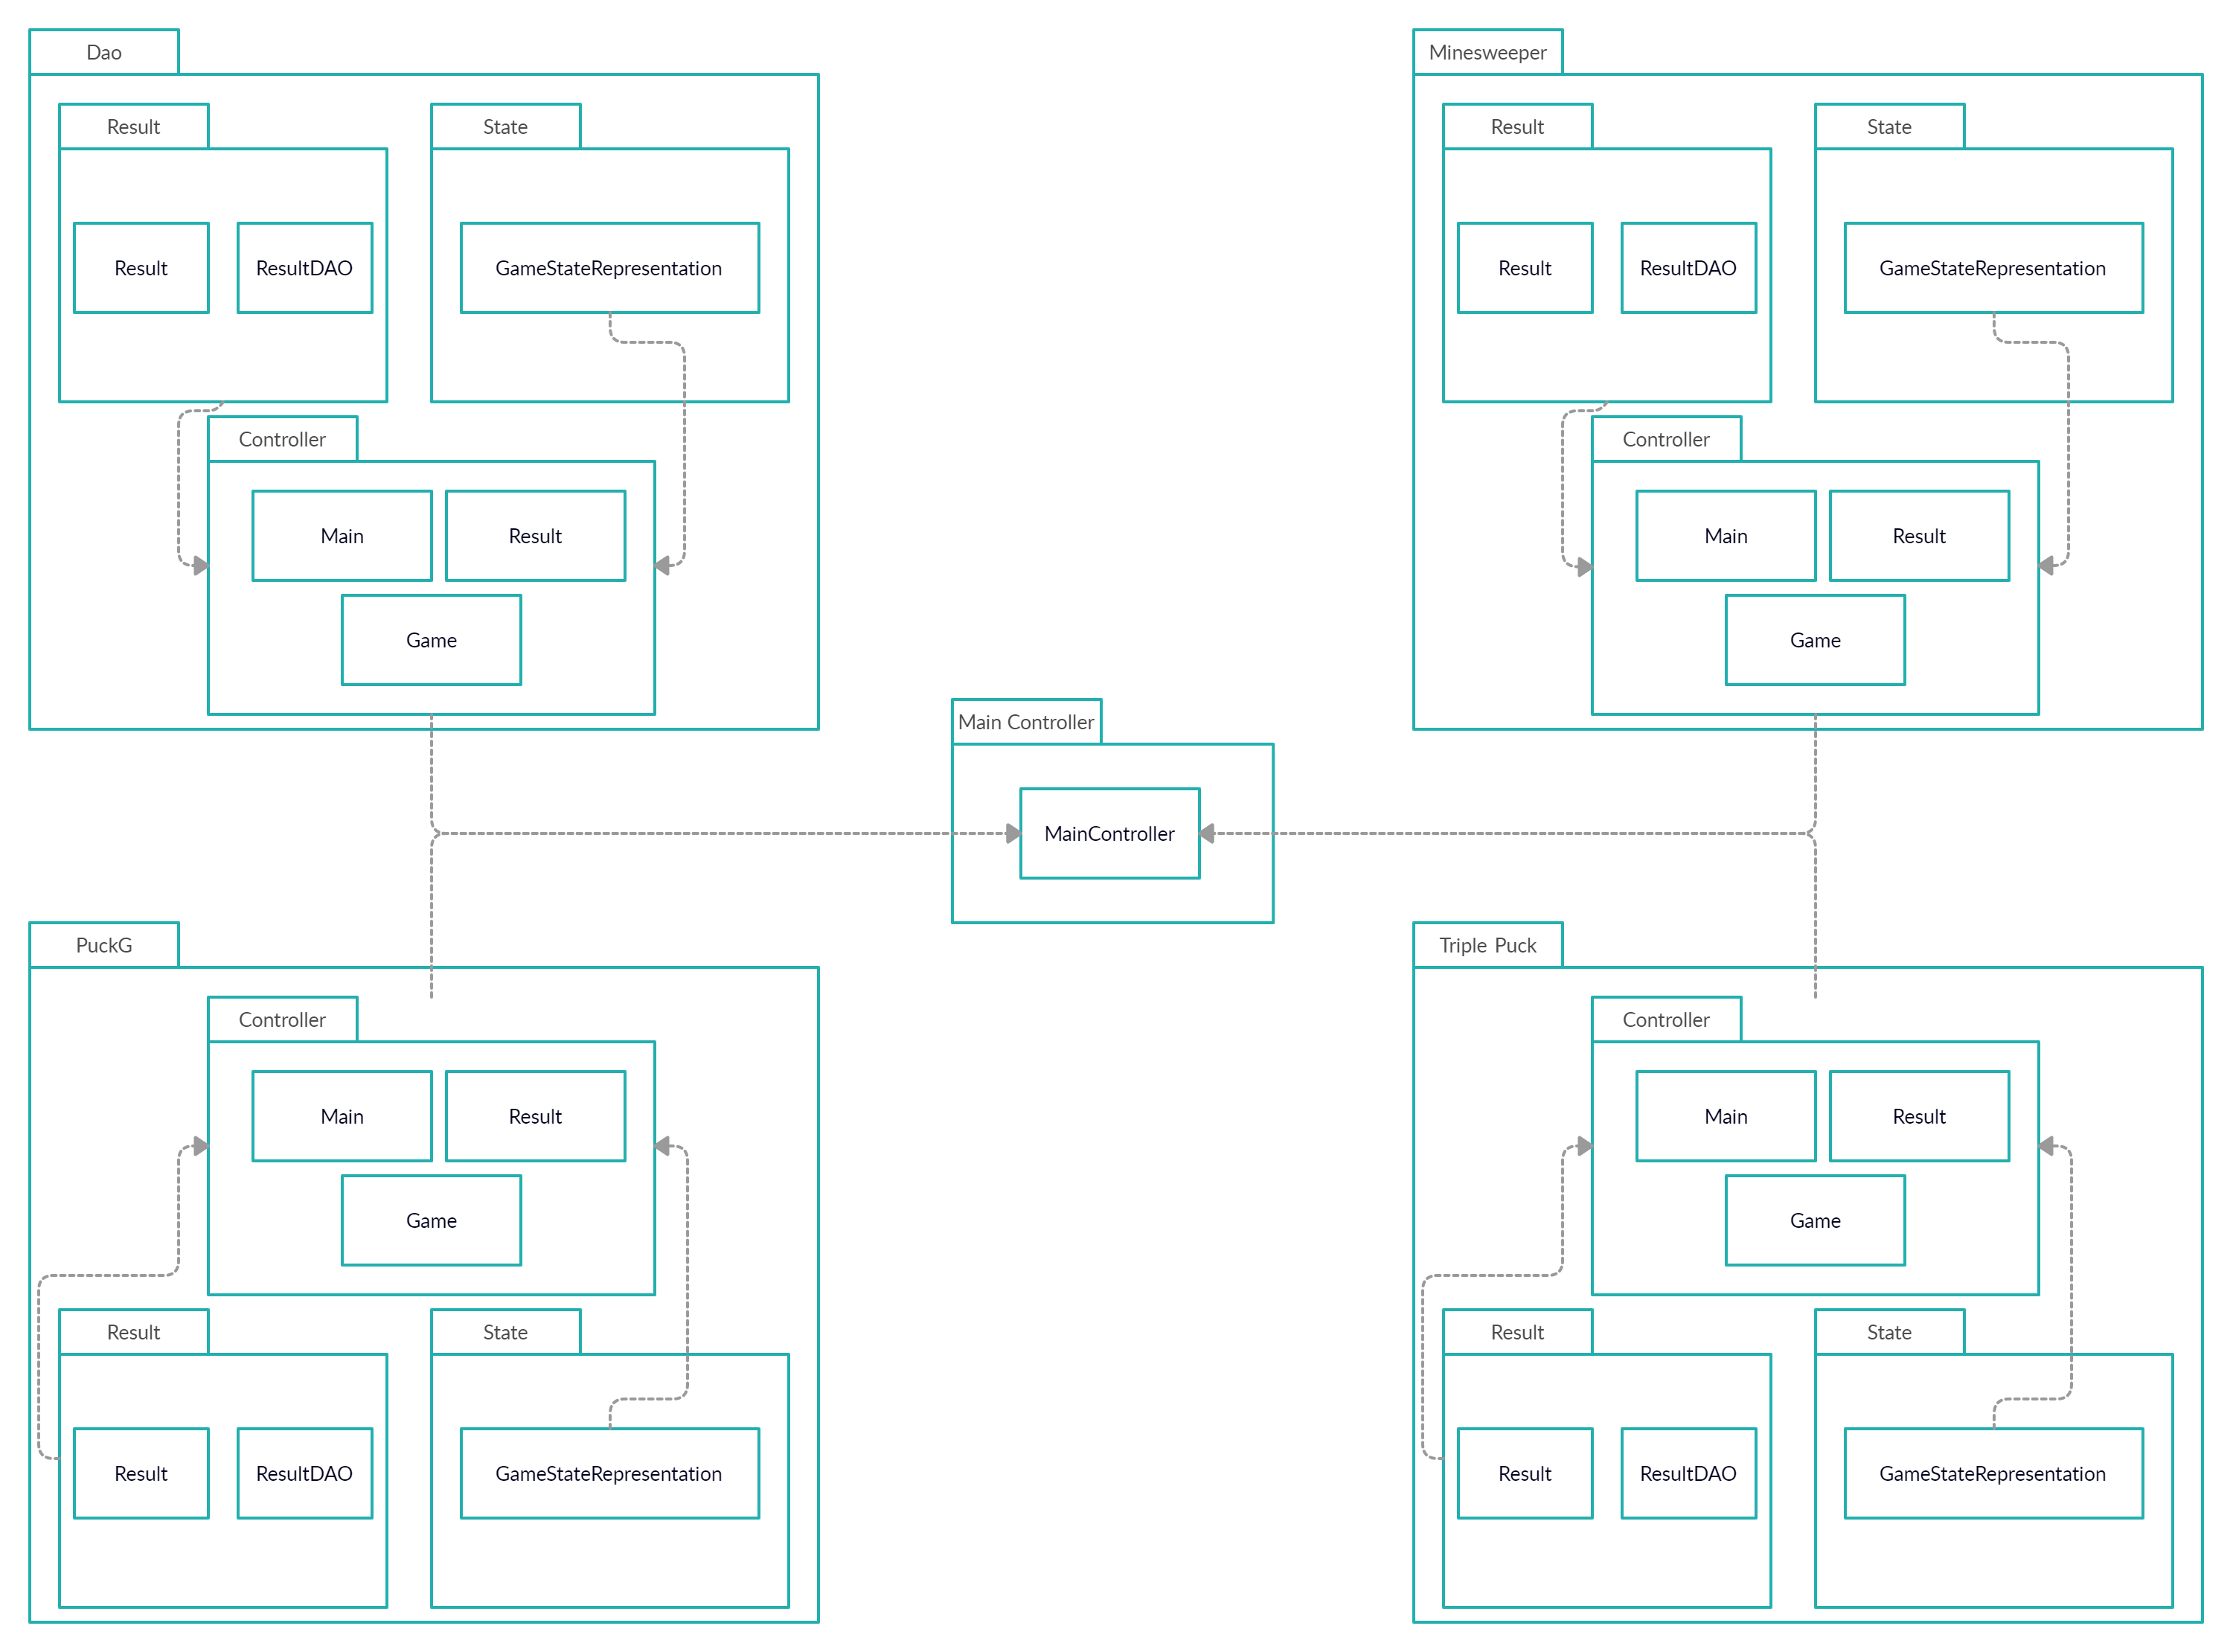 Dao
Result
State
Result
ResultDAO
GameStateRepresentation
Controller
Main
Result
Game
Minesweeper
Result
State
Result
ResultDAO
GameStateRepresentation
Controller
Main
Result
Game
Main Controller
MainController
PuckG
Controller
Main
Result
Game
Result
State
Result
ResultDAO
GameStateRepresentation
Triple Puck
Controller
Main
Result
Game
Result
State
Result
ResultDAO
GameStateRepresentation